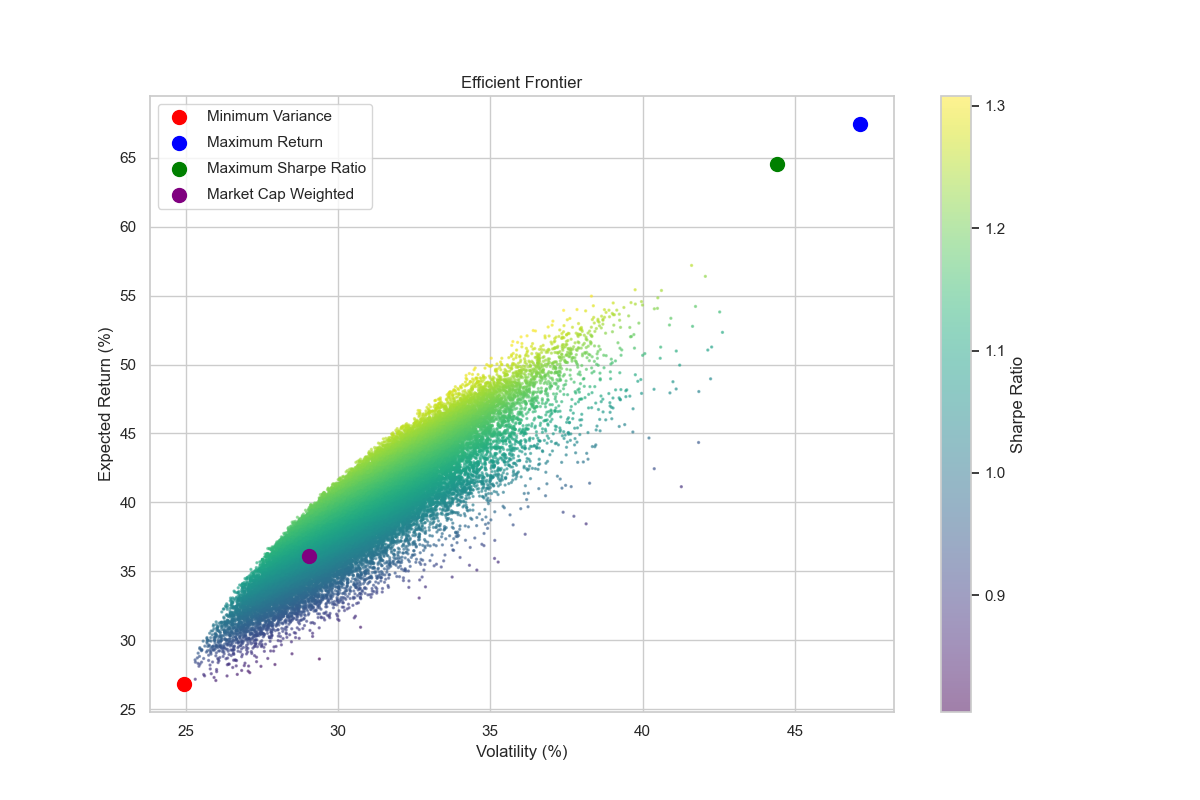 Efficient Frontier
Minimum Variance
Maximum Return
Maximum Sharpe Ratio
Market Cap Weighted
65
60
55
50
45
40
35
30
25
Expected Return (%)
25 30 35 40 45
Volatility (%)
1.3
1.2
1.1
1.0
0.9
Sharpe Ratio